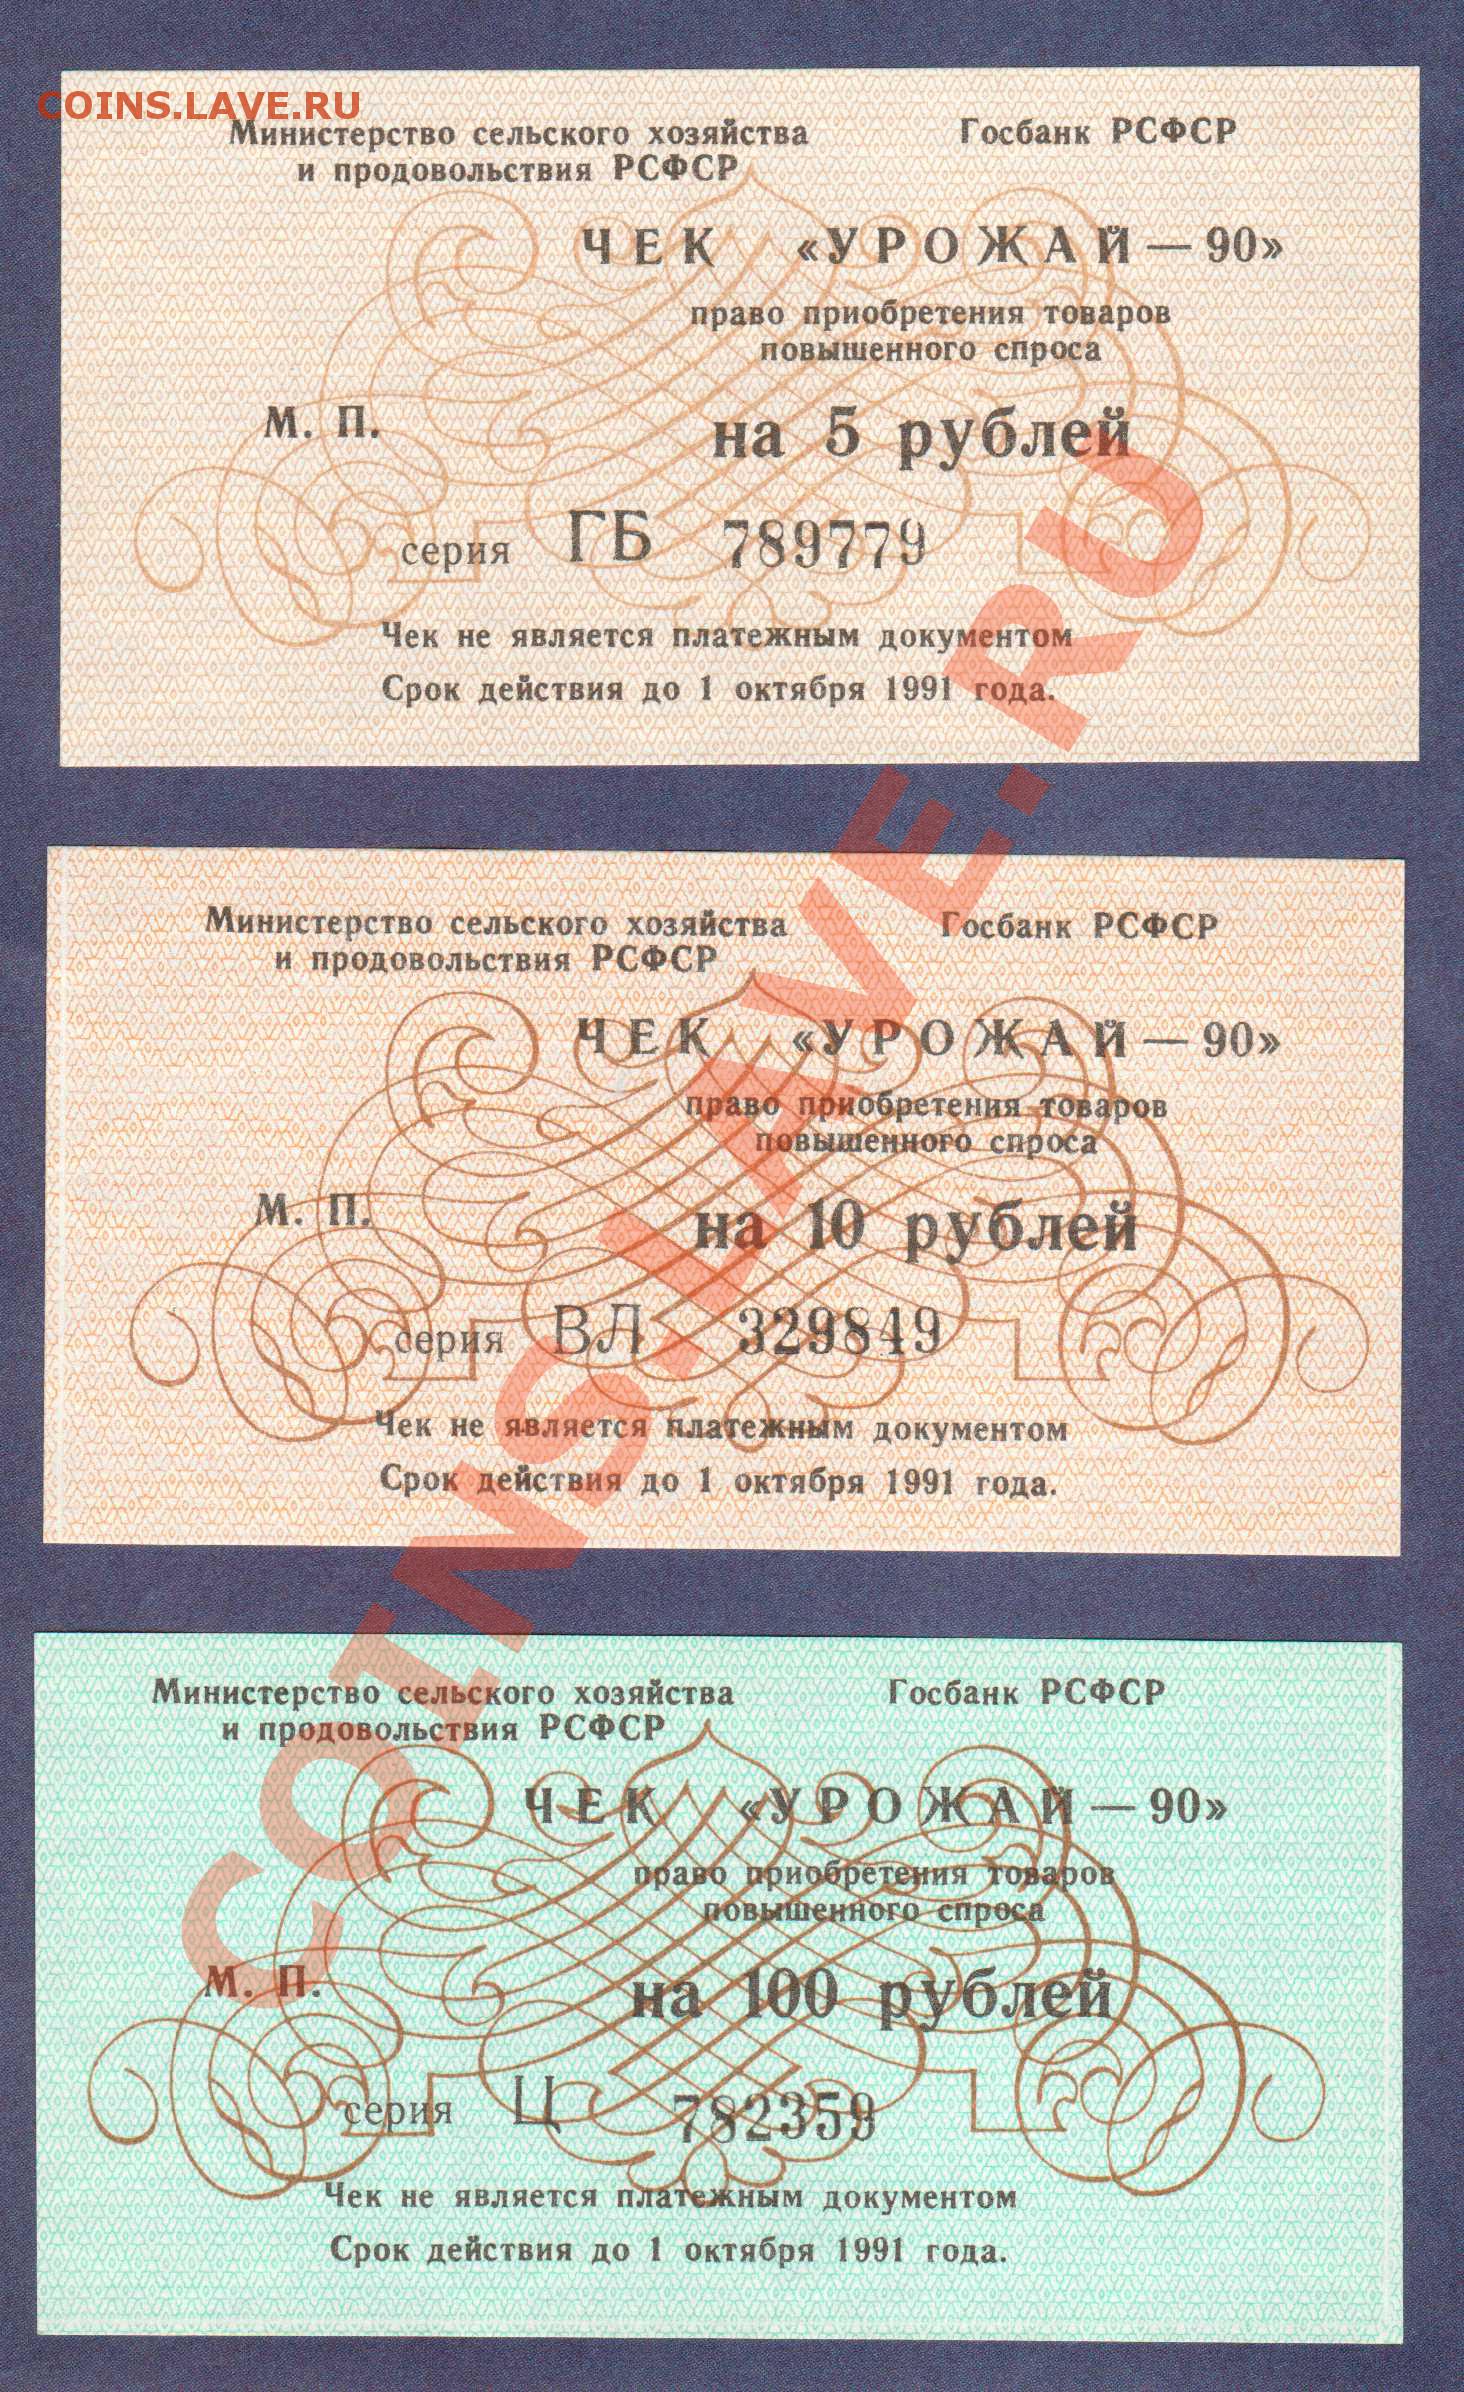 COINS.LAVE.RU
Министерство сельского хозяйства Госбанк РСФСР
и продовольствия РСФСР
ЧЕК «УРОЖАЙ — 90»
право приобретения товаров
повышенного спроса
М. П. на 5 рублей
серия ГБ 789779
Чек не является платежным документом
Срок действия до 1 октября 1991 года.
Министерство сельского хозяйства Госбанк РСФСР
и продовольствия РСФСР
ЧЕК «УРОЖАЙ — 90»
право приобретения товаров
повышенного спроса
М. П. на 10 рублей
серия ВЛ 329849
Чек не является платежным документом
Срок действия до 1 октября 1991 года.
Министерство сельского хозяйства Госбанк РСФСР
и продовольствия РСФСР
ЧЕК «УРОЖАЙ — 90»
право приобретения товаров
повышенного спроса
М. П. на 100 рублей
серия Ц 782359
Чек не является платежным документом
Срок действия до 1 октября 1991 года.
COINS.LAVE.RU